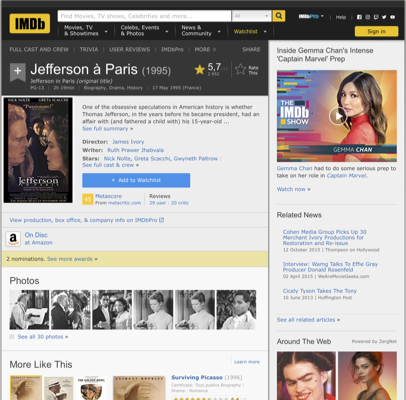 IMDb
Find Movies, TV shows, Celebrities and more...
All
IMDbPro
Help
Movies, TV & Showtimes
Celebs, Events & Photos
News & Community
Watchlist
Sign in
FULL CAST AND CREW | TRIVIA | USER REVIEWS | IMDbPro | MORE
SHARE
Jefferson à Paris (1995)
Jefferson in Paris (original title)
PG-13 | 2h 19min | Biography, Drama, History | 17 May 1995 (France)
5,7
Rate This
Jefferson
One of the obsessive speculations in American history is whether
Thomas Jefferson, in the years before he became president, had an
affair with (and fathered a child with) his 15-year-old ...
See full summary »
Director: James Ivory
Writer: Ruth Prawer Jhabvala
Stars: Nick Nolte, Greta Scacchi, Gwyneth Paltrow
See full cast & crew »
+ Add to Watchlist
Metascore
From metacritic.com
Reviews
29 user | 20 critic
View production, box office, & company info on IMDbPro
On Disc
at Amazon
2 nominations. See more awards »
Photos
See all 30 photos »
More Like This
Learn more
Surviving Picasso (1996)
Certificate: Tous publics Biography |
Drama | Romance
Inside Gemma Chan's Intense
'Captain Marvel' Prep
THE IMDb SHOW
GEMMA CHAN
Gemma Chan had to do some serious prep
to take on her role in Captain Marvel.
Watch now »
Related News
Cohen Media Group Picks Up 30
Merchant Ivory Productions for
Restoration and Re-issue
12 October 2015 | Thompson on Hollywood
Interview: Warng Talks To Effie Gray
Producer Donald Rosenfeld
02 April 2015 | WeAreMovieGeeks.com
Cicely Tyson Takes The Tony
10 June 2013 | Huffington Post
See all related articles »
Around The Web
Powered by ZergNet